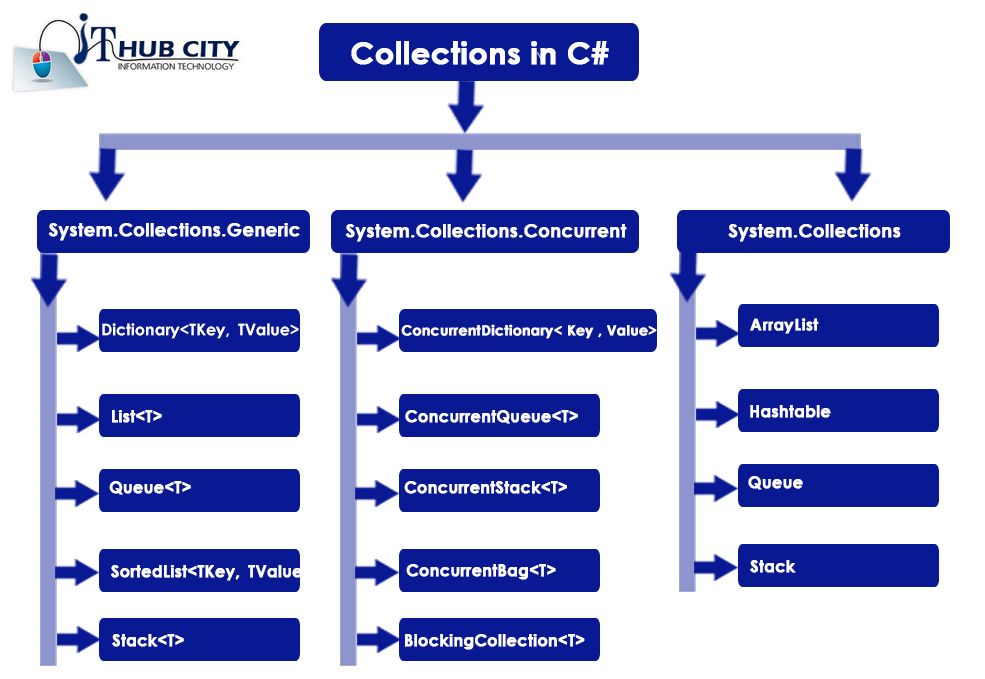 iT HUB CITY
INFORMATION TECHNOLOGY
Collections in C#
System.Collections.Generic
Dictionary<TKey, TValue>
List<T>
Queue<T>
SortedList<TKey, TValue
Stack<T>
System.Collections.Concurrent
ConcurrentDictionary< Key , Value>
ConcurrentQueue<T>
ConcurrentStack<T>
ConcurrentBag<T>
BlockingCollection<T>
System.Collections
ArrayList
Hashtable
Queue
Stack